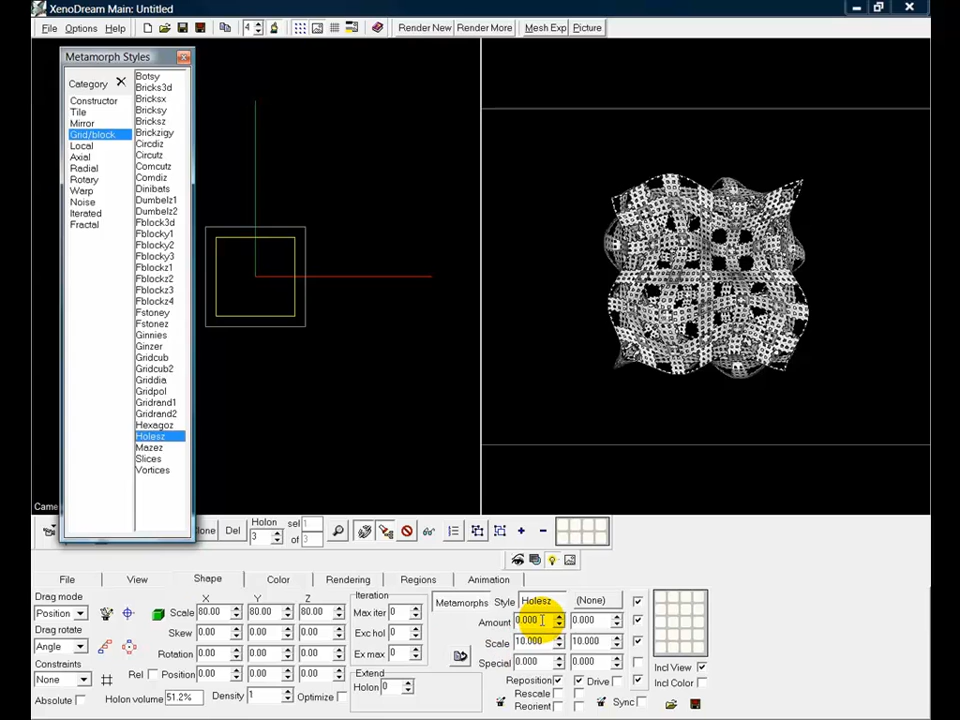 XenoDream Main: Untitled
File Options Help
4
Render New Render More Mesh Exp Picture
Metamorph Styles
Category
Constructor
Tile
Mirror
Grid/block
Local
Axial
Radial
Rotary
Warp
Noise
Iterated
Fractal
Botsy
Bricks3d
Bricksx
Bricksy
Bricksz
Brickzigy
Circdiz
Circutz
Comcutz
Comdiz
Dinibats
Dumbelz1
Dumbelz2
Fblock3d
Fblocky1
Fblocky2
Fblocky3
Fblockz1
Fblockz2
Fblockz3
Fblockz4
Fstoney
Fstonez
Ginnies
Ginzer
Gridcub
Gridcub2
Griddia
Gridpol
Gridrand1
Gridrand2
Hexagoz
Holesz
Mazez
Slices
Vortices
Came
lone Del Holon 3 sel 1 of 3
File View Shape Color Rendering Regions Animation
Drag mode
Position
Drag rotate
Angle
Constraints
None
Absolute
X Y Z
Scale 80.00 80.00 80.00
Skew 0.00 0.00 0.00
Rotation 0.00 0.00 0.00
Rel Position 0.00 0.00 0.00
Holon volume 51.2% Density 1 Optimize
Iteration
Max iter 0
Exc hol 0
Ex max 0
Extend
Holon 0
Metamorphs Style Holesz (None)
Amount 0.000 0.000
Scale 10.000 10.000
Special 0.000 0.000
Reposition Drive
Rescale
Reorient Sync
Incl View
Incl Color